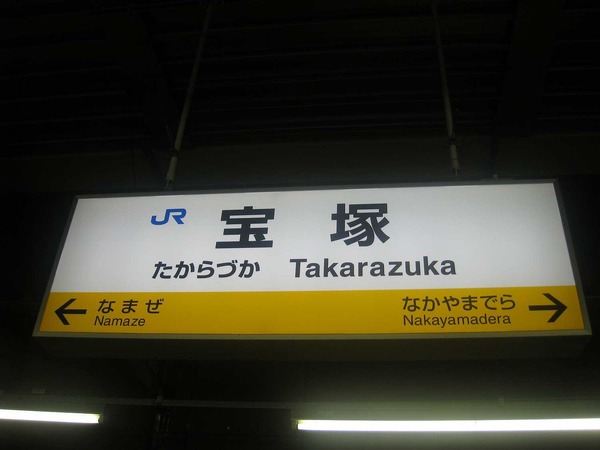 JR 宝塚
たからづか Takarazuka
← なまぜ なかやまでら →
Namaze Nakayamadera